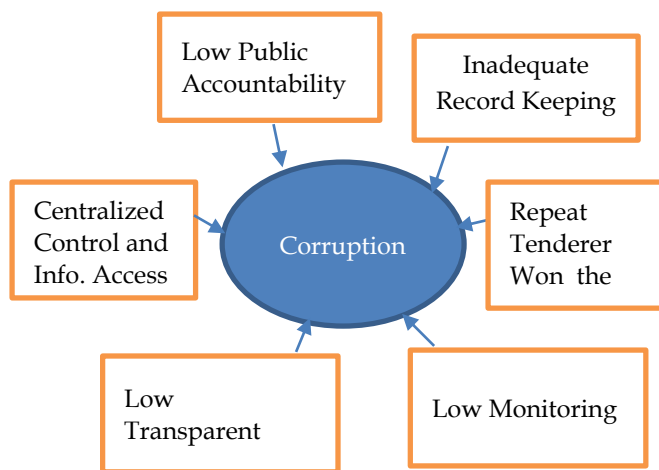 Low Public
Accountability
Inadequate
Record Keeping
Centralized
Control and
Info. Access
Corruption
Repeat
Tenderer
Won the
Low
Transparent
Low Monitoring